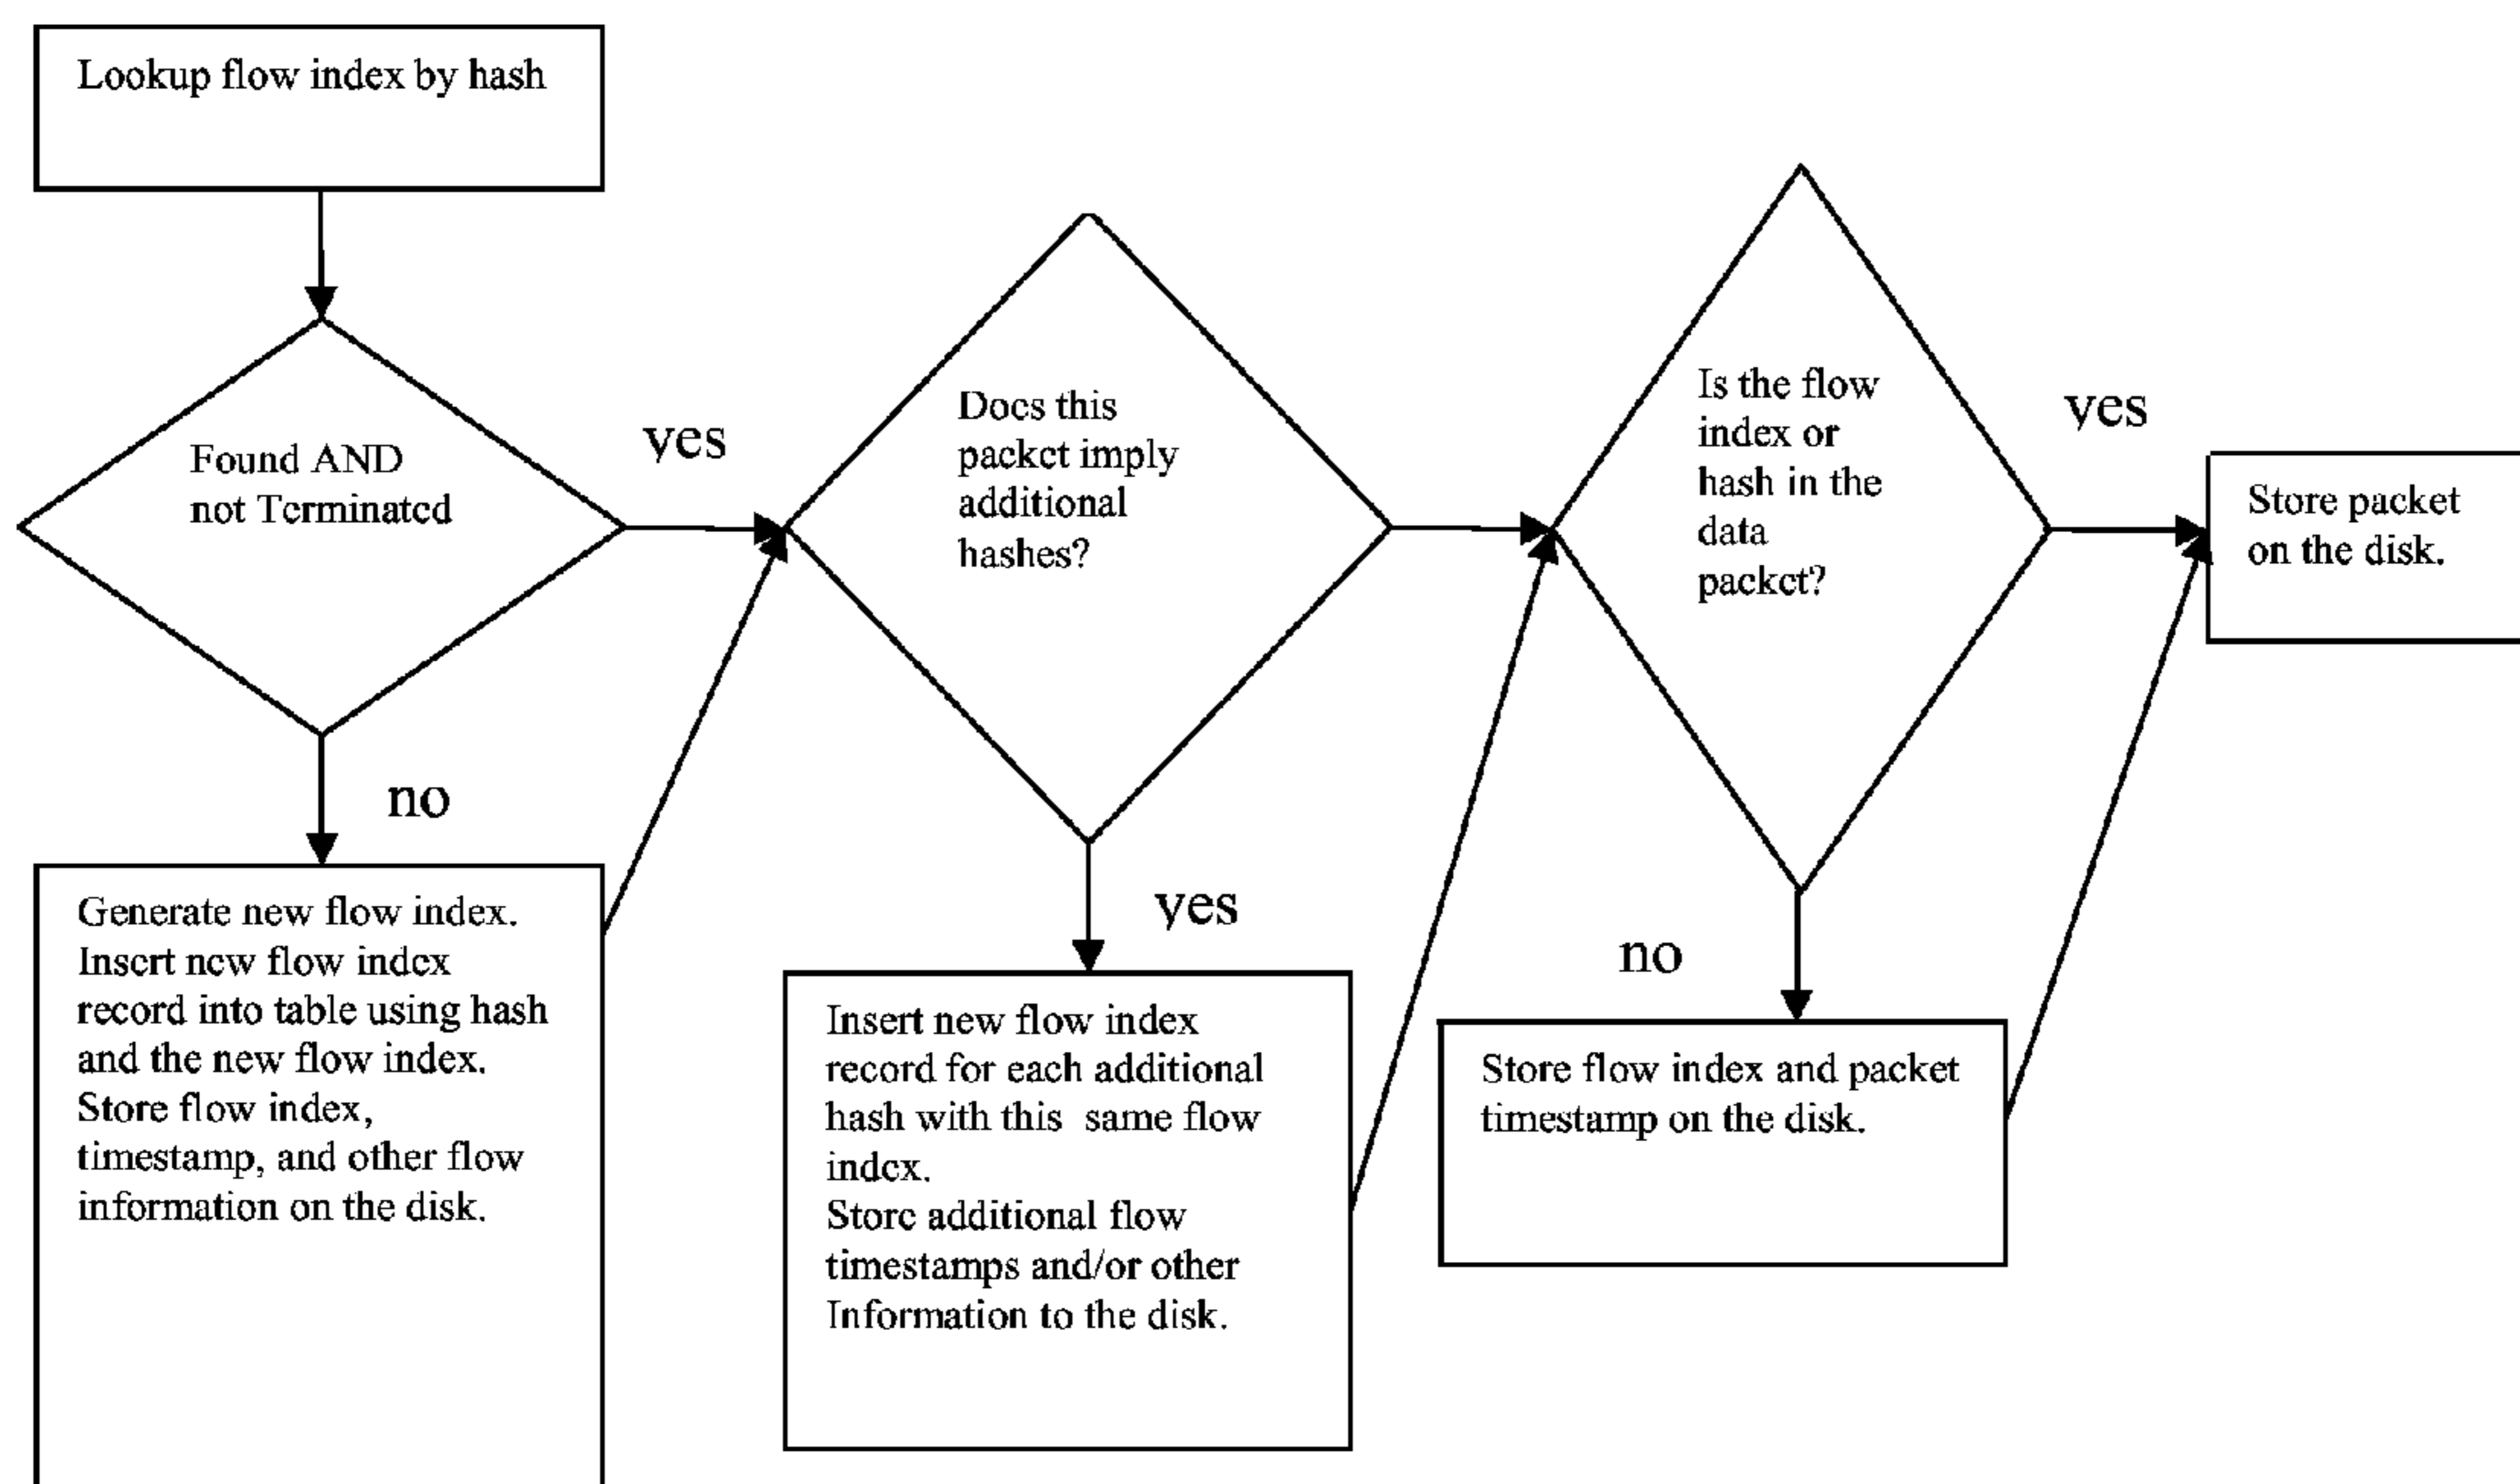 Lookup flow index by hash
Found AND
not Terminated
yes
no
Generate new flow index.
Insert new flow index
record into table using hash
and the new flow index.
Store flow index,
timestamp, and other flow
information on the disk.
Does this
packet imply
additional
hashes?
yes
Insert new flow index
record for each additional
hash with this same flow
index.
Store additional flow
timestamps and/or other
Information to the disk.
Is the flow
index or
hash in the
data
packet?
yes
no
Store flow index and packet
timestamp on the disk.
Store packet
on the disk.